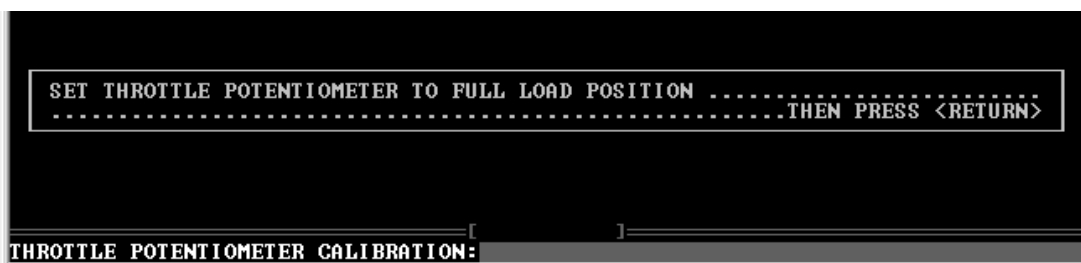 SET THROTTLE POTENTIOMETER TO FULL LOAD POSITION .........................
.......................................................THEN PRESS <RETURN>
[ ]
THROTTLE POTENTIOMETER CALIBRATION: